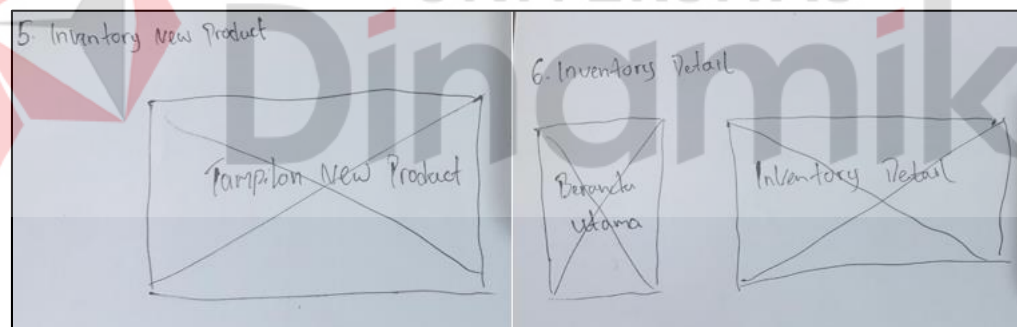 5. Inventory New Product
Tampilan New Product
6. Inventory Detail
Beranda
utama
Inventory Detail
Dinamik